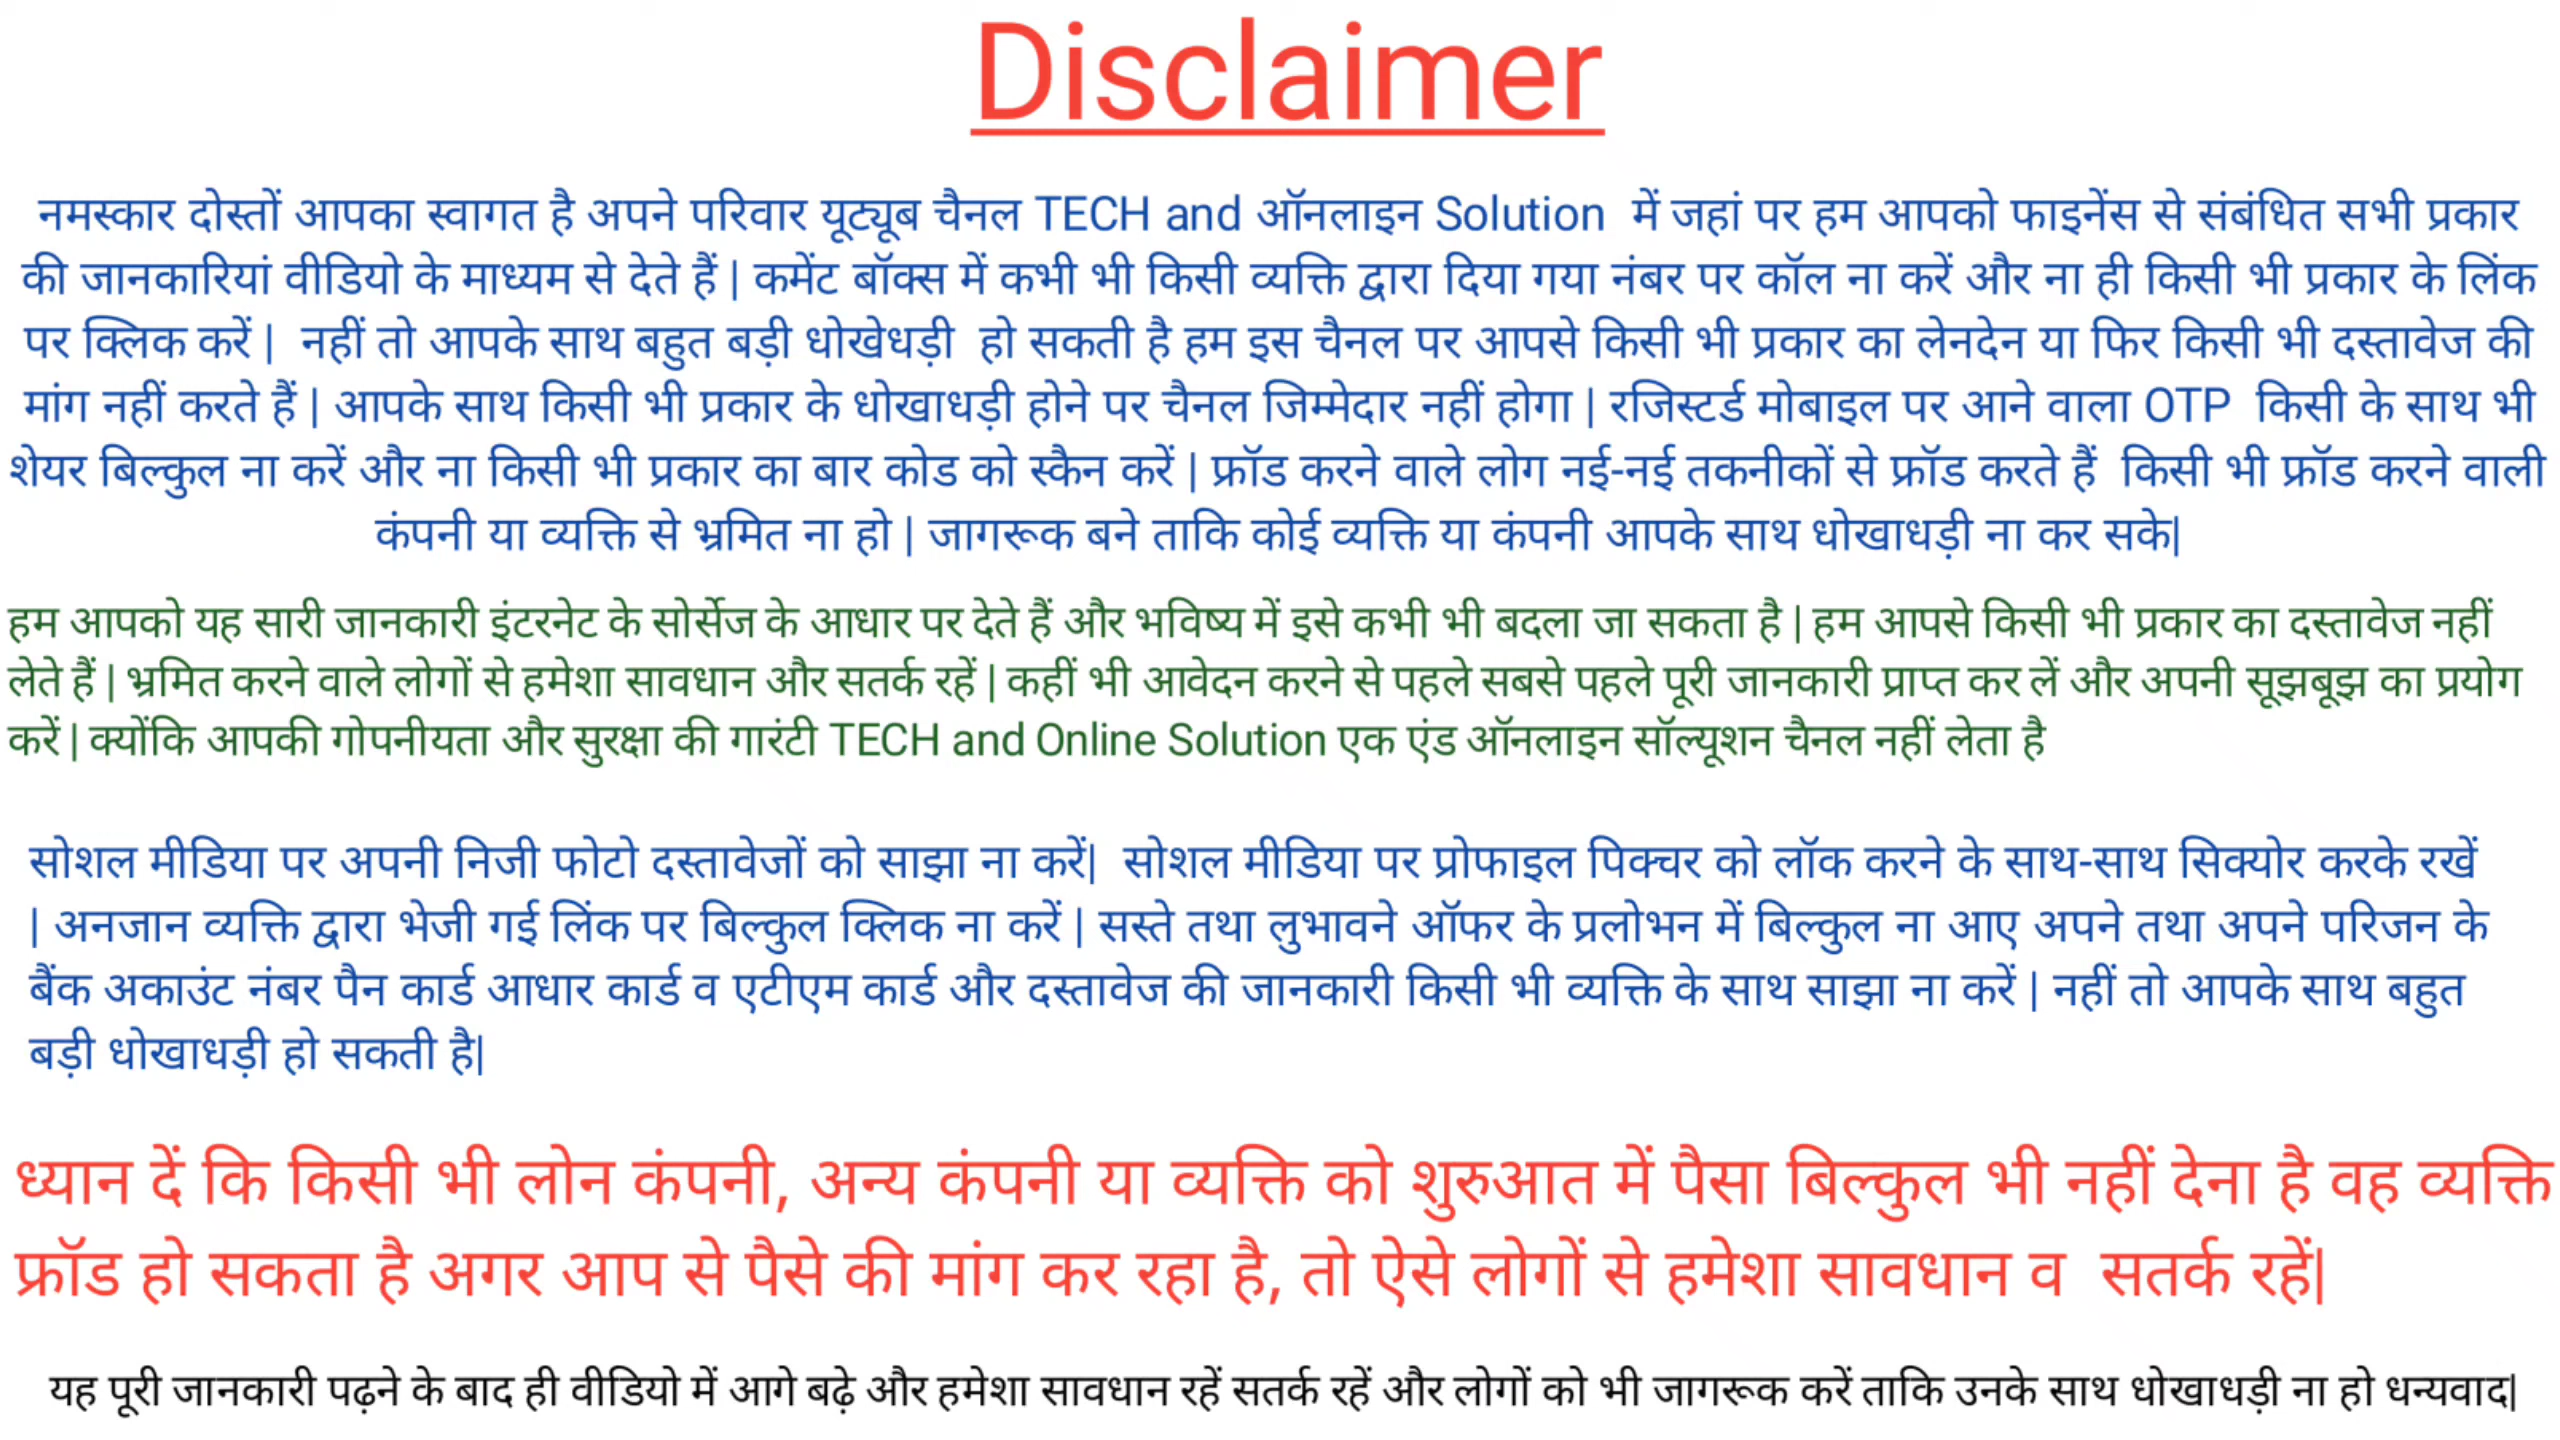 Disclaimer
नमस्कार दोस्तों आपका स्वागत है अपने परिवार यूट्यूब चैनल TECH and ऑनलाइन Solution में जहां पर हम आपको फाइनेंस से संबंधित सभी प्रकार
की जानकारियां वीडियो के माध्यम से देते हैं | कमेंट बॉक्स में कभी भी किसी व्यक्ति द्वारा दिया गया नंबर पर कॉल ना करें और ना ही किसी भी प्रकार के लिंक
पर क्लिक करें | नहीं तो आपके साथ बहुत बड़ी धोखेधड़ी हो सकती है हम इस चैनल पर आपसे किसी भी प्रकार का लेनदेन या फिर किसी भी दस्तावेज की
मांग नहीं करते हैं | आपके साथ किसी भी प्रकार के धोखाधड़ी होने पर चैनल जिम्मेदार नहीं होगा | रजिस्टर्ड मोबाइल पर आने वाला OTP किसी के साथ भी
शेयर बिल्कुल ना करें और ना किसी भी प्रकार का बार कोड को स्कैन करें | फ्रॉड करने वाले लोग नई-नई तकनीकों से फ्रॉड करते हैं किसी भी फ्रॉड करने वाली
कंपनी या व्यक्ति से भ्रमित ना हो | जागरूक बने ताकि कोई व्यक्ति या कंपनी आपके साथ धोखाधड़ी ना कर सके|
हम आपको यह सारी जानकारी इंटरनेट के सोर्सेज के आधार पर देते हैं और भविष्य में इसे कभी भी बदला जा सकता है | हम आपसे किसी भी प्रकार का दस्तावेज नहीं
लेते हैं | भ्रमित करने वाले लोगों से हमेशा सावधान और सतर्क रहें | कहीं भी आवेदन करने से पहले सबसे पहले पूरी जानकारी प्राप्त कर लें और अपनी सूझबूझ का प्रयोग
करें | क्योंकि आपकी गोपनीयता और सुरक्षा की गारंटी TECH and Online Solution एक एंड ऑनलाइन सॉल्यूशन चैनल नहीं लेता है
सोशल मीडिया पर अपनी निजी फोटो दस्तावेजों को साझा ना करें| सोशल मीडिया पर प्रोफाइल पिक्चर को लॉक करने के साथ-साथ सिक्योर करके रखें
| अनजान व्यक्ति द्वारा भेजी गई लिंक पर बिल्कुल क्लिक ना करें | सस्ते तथा लुभावने ऑफर के प्रलोभन में बिल्कुल ना आए अपने तथा अपने परिजन के
बैंक अकाउंट नंबर पैन कार्ड आधार कार्ड व एटीएम कार्ड और दस्तावेज की जानकारी किसी भी व्यक्ति के साथ साझा ना करें | नहीं तो आपके साथ बहुत
बड़ी धोखाधड़ी हो सकती है|
ध्यान दें कि किसी भी लोन कंपनी, अन्य कंपनी या व्यक्ति को शुरुआत में पैसा बिल्कुल भी नहीं देना है वह व्यक्ति
फ्रॉड हो सकता है अगर आप से पैसे की मांग कर रहा है, तो ऐसे लोगों से हमेशा सावधान व सतर्क रहें|
यह पूरी जानकारी पढ़ने के बाद ही वीडियो में आगे बढ़े और हमेशा सावधान रहें सतर्क रहें और लोगों को भी जागरूक करें ताकि उनके साथ धोखाधड़ी ना हो धन्यवाद|